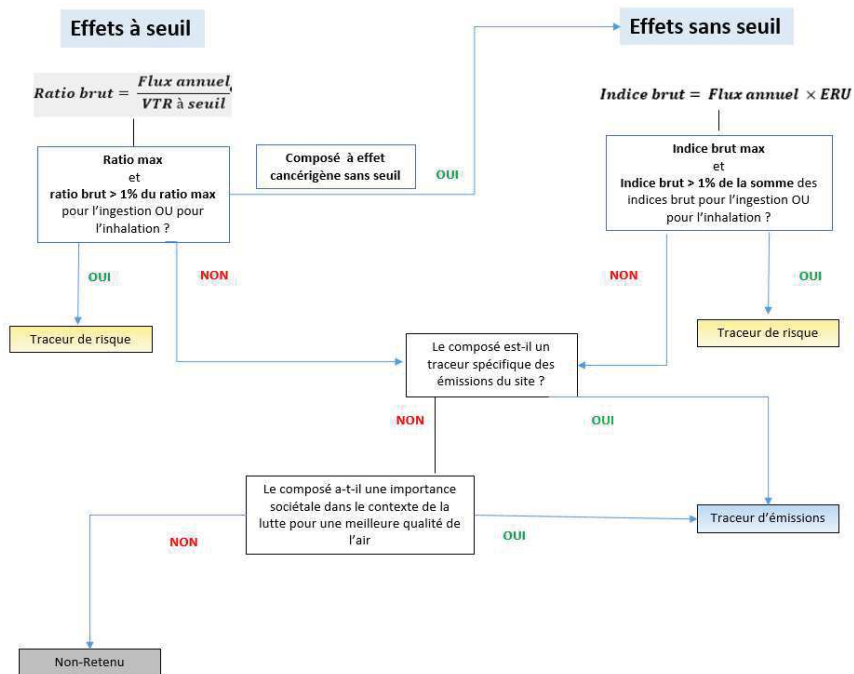 Effets à seuil
Effets sans seuil
Ratio brut = Flux annuel / VTR à seuil
Indice brut = Flux annuel × ERU
Ratio max
et
ratio brut > 1% du ratio max
pour l'ingestion OU pour
l'inhalation ?
Composé à effet
cancérigène sans seuil
OUI
Indice brut max
et
Indice brut > 1% de la somme des
indices brut pour l'ingestion OU
pour l'inhalation ?
OUI
NON
NON
OUI
Traceur de risque
Traceur de risque
Le composé est-il un
traceur spécifique des
émissions du site ?
NON
OUI
Le composé a-t-il une importance
sociétale dans le contexte de la
lutte pour une meilleure qualité de
l'air
Traceur d'émissions
NON
OUI
Non-Retenu